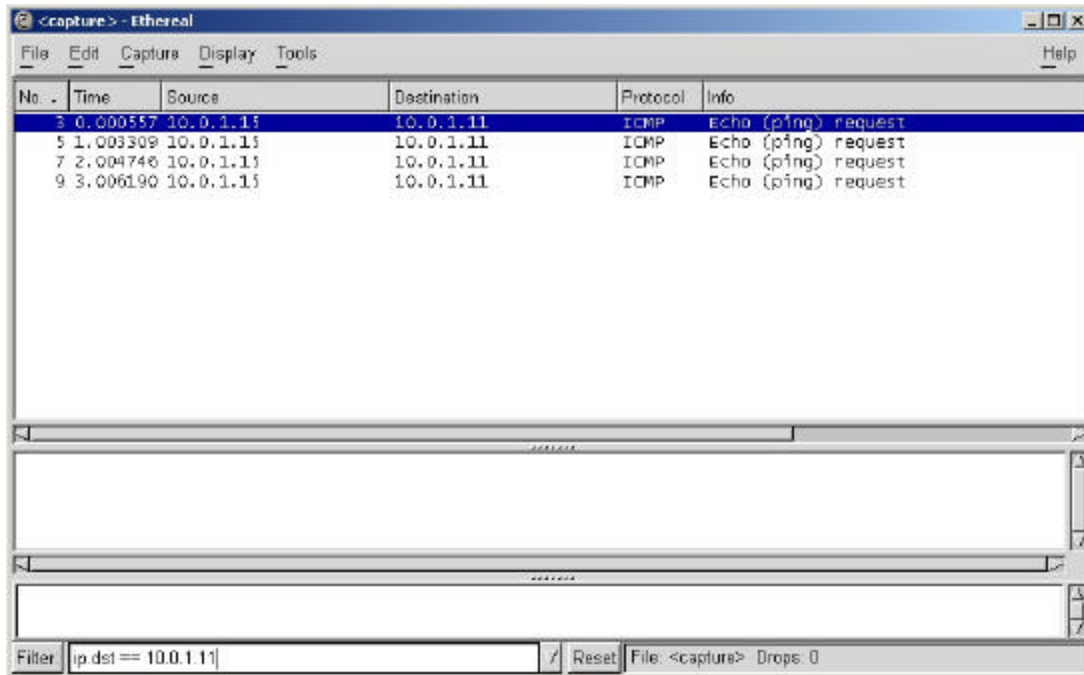 <capture> - Ethereal
File Edit Capture Display Tools Help
No. Time Source Destination Protocol Info
3 0.000557 10.0.1.15 10.0.1.11 ICMP Echo (ping) request
5 1.003309 10.0.1.15 10.0.1.11 ICMP Echo (ping) request
7 2.004746 10.0.1.15 10.0.1.11 ICMP Echo (ping) request
9 3.006190 10.0.1.15 10.0.1.11 ICMP Echo (ping) request
Filter ip.dst == 10.0.1.11 / Reset File: <capture> Drops: 0